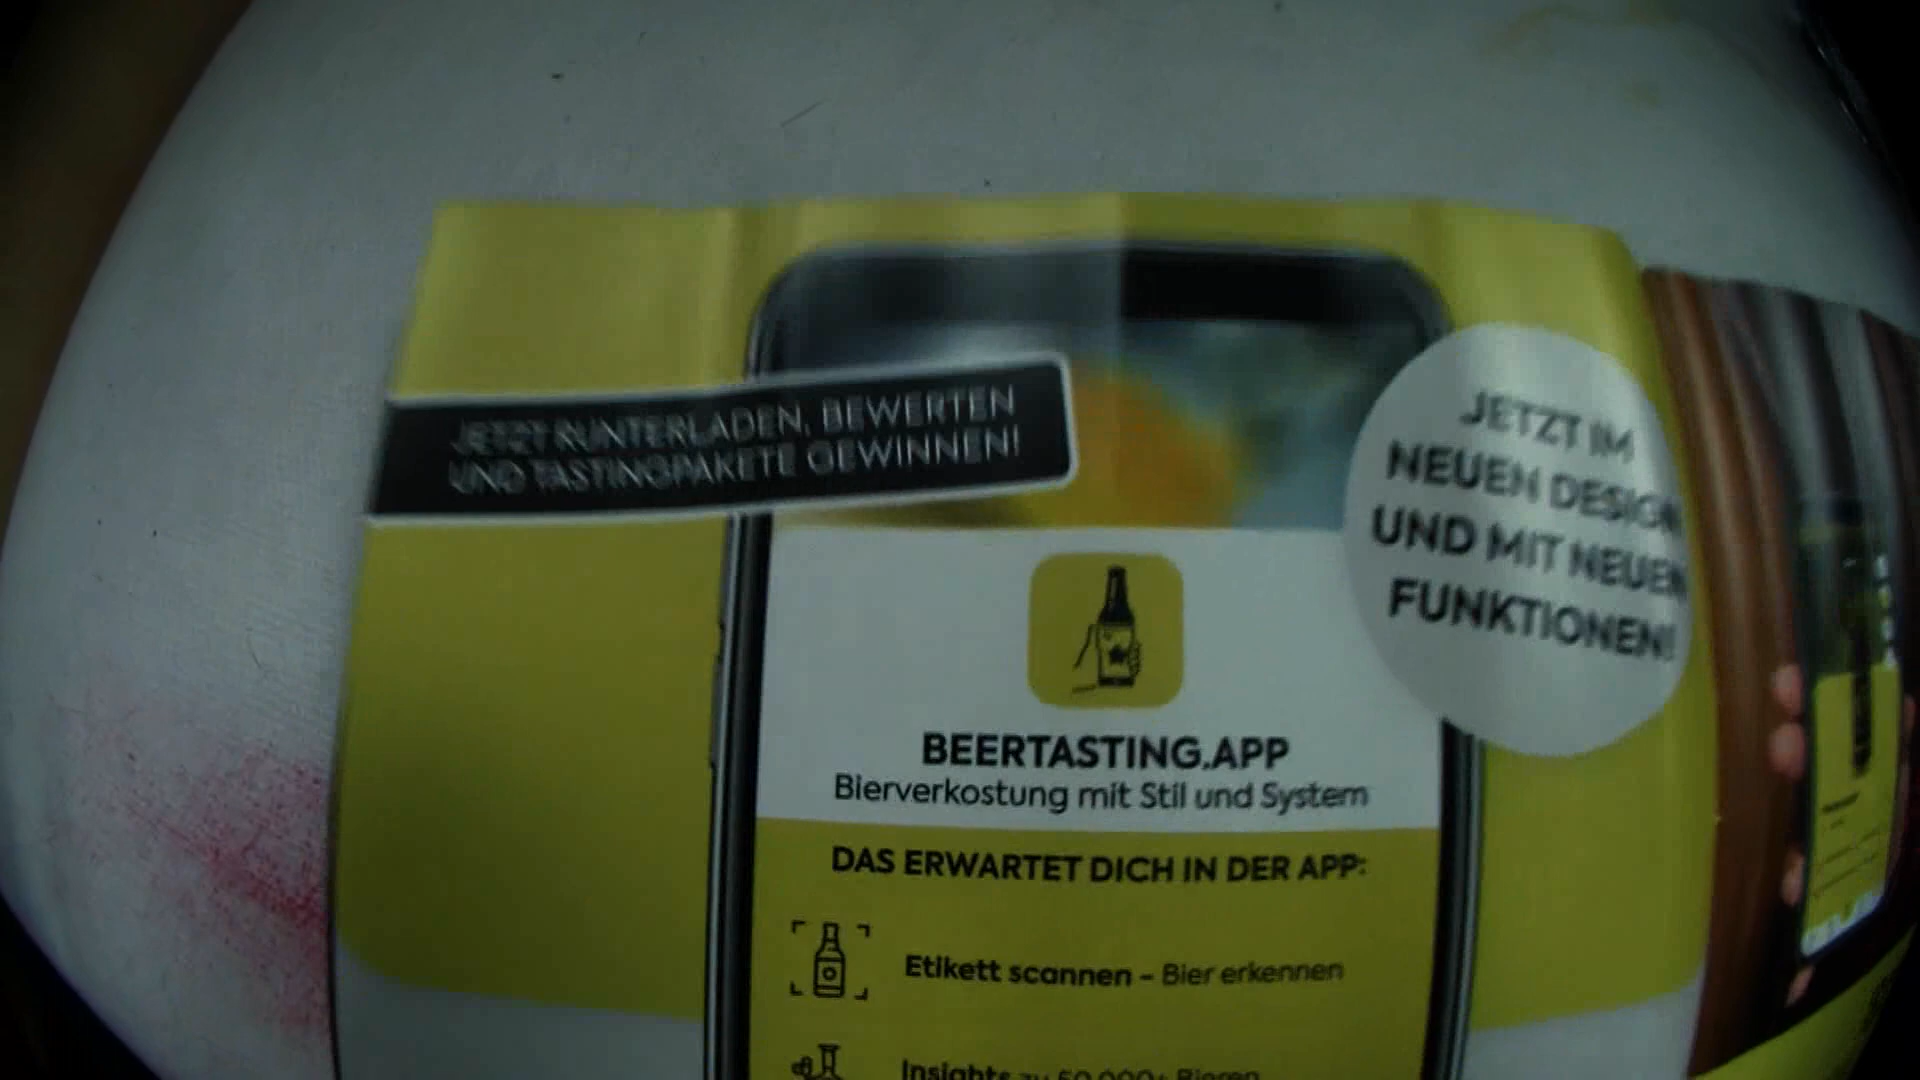 JETZT RUNTERLADEN, BEWERTEN
UND TASTINGPAKETE GEWINNEN!
JETZT IM
NEUEN DESIGN
UND MIT NEUEN
FUNKTIONEN!
BEERTASTING.APP
Bierverkostung mit Stil und System
DAS ERWARTET DICH IN DER APP:
Etikett scannen – Bier erkennen
Insights zu 50.000+ Bieren